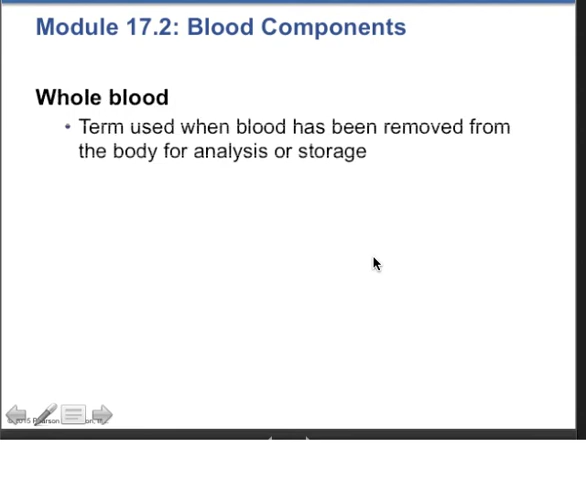 Module 17.2: Blood Components
Whole blood
• Term used when blood has been removed from
the body for analysis or storage
© 2015